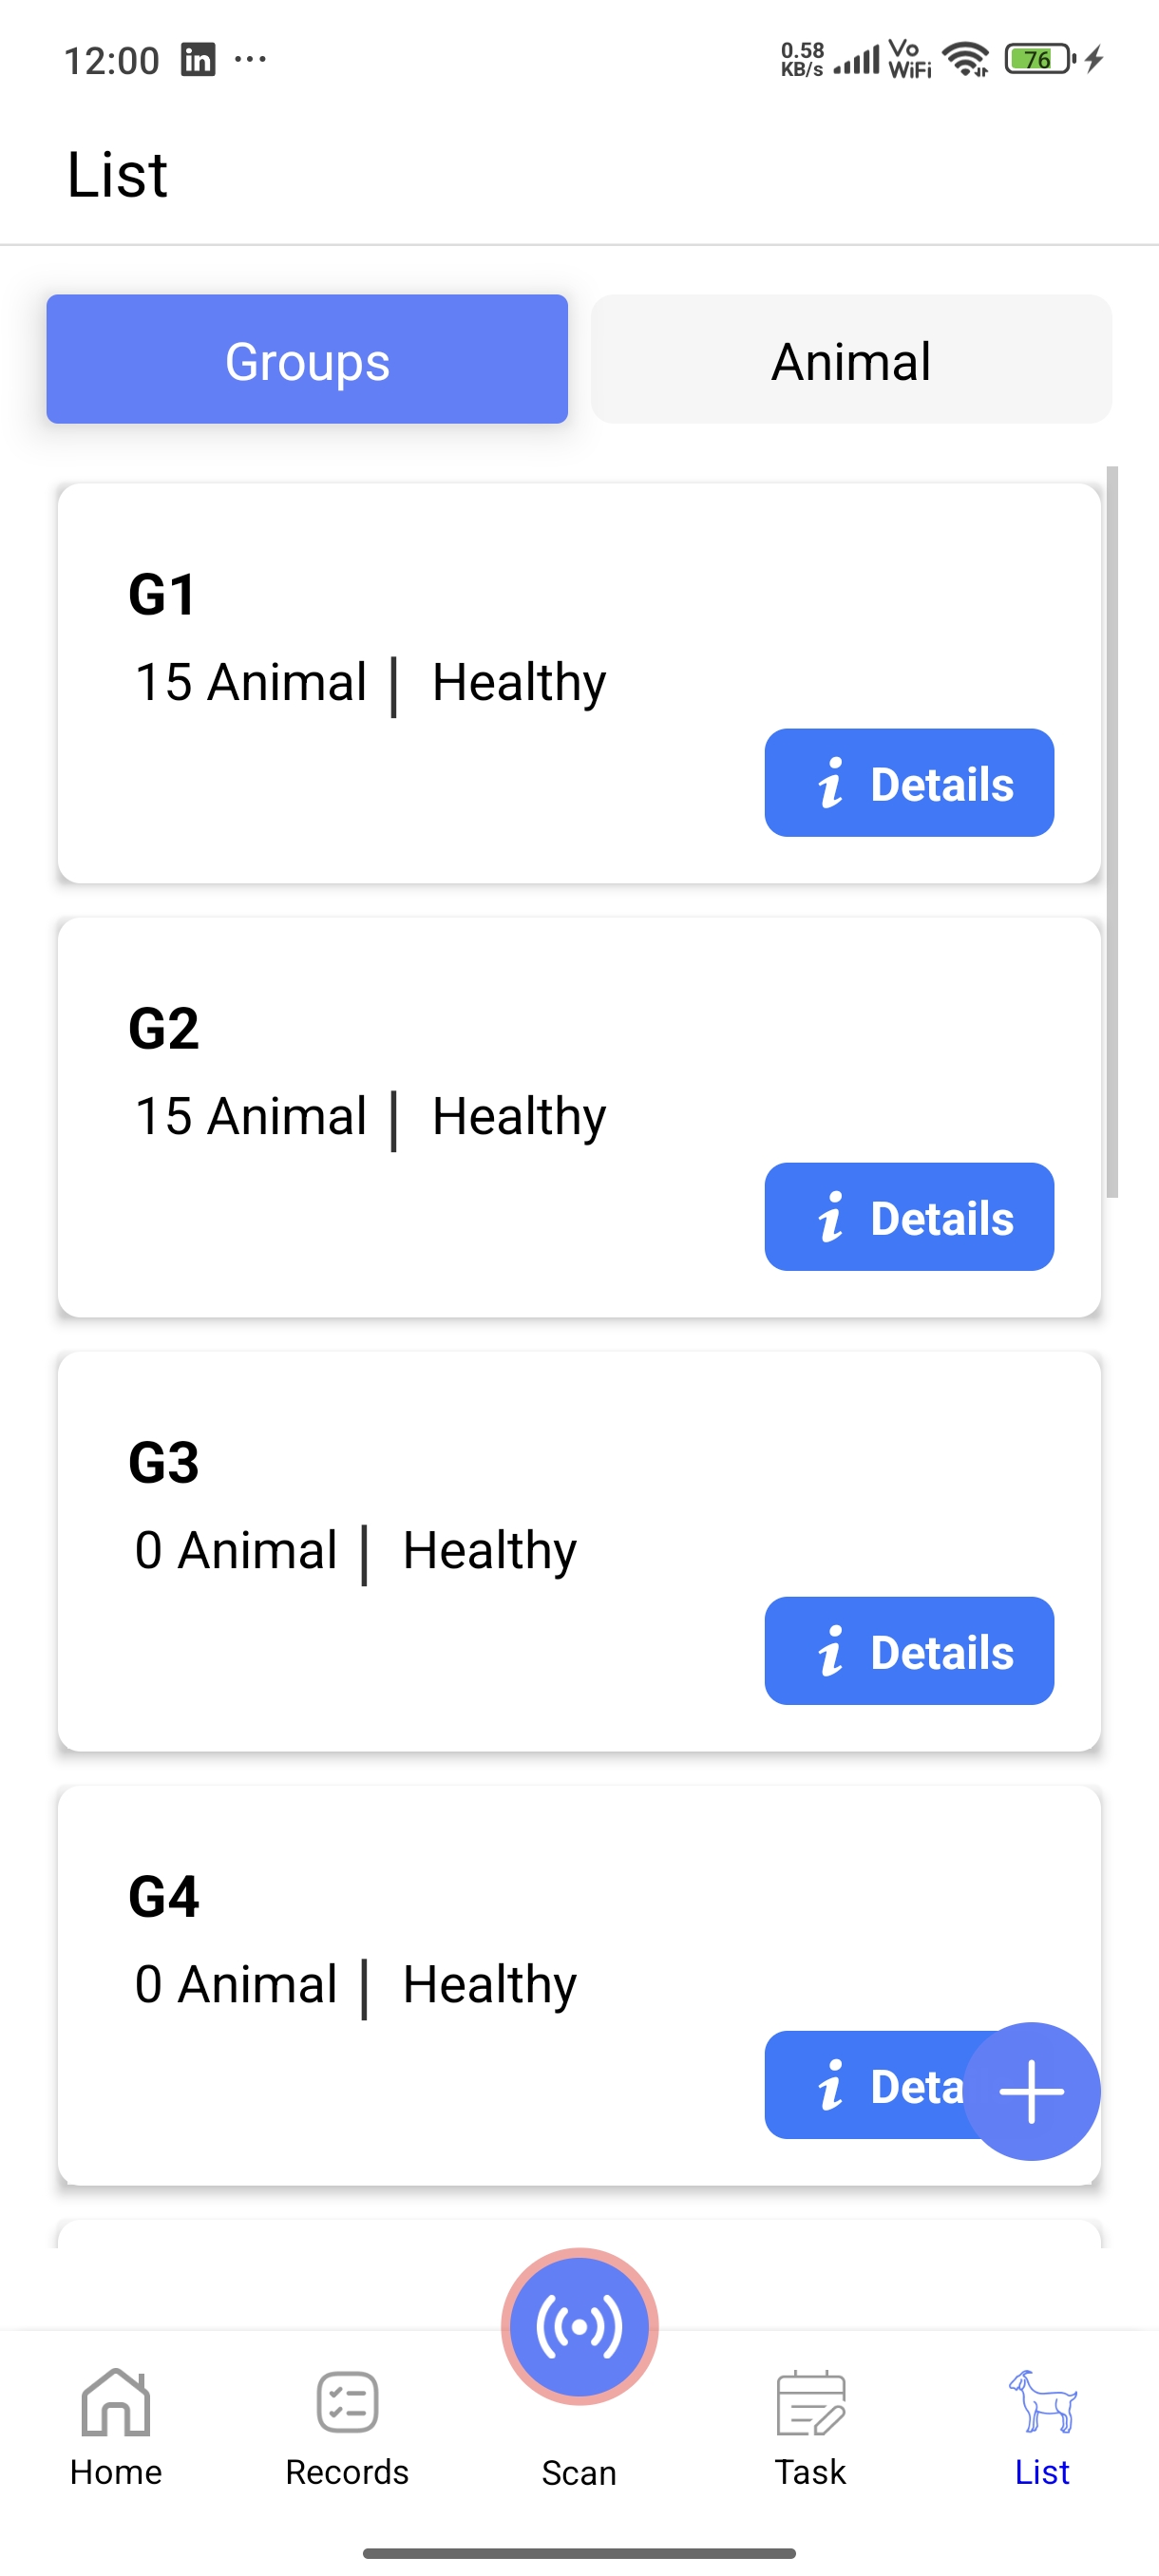 12:00 in ... 0.58 KB/s Vo WiFi 76
List
Groups Animal
G1
15 Animal | Healthy
i Details
G2
15 Animal | Healthy
i Details
G3
0 Animal | Healthy
i Details
G4
0 Animal | Healthy
i Deta
Home Records Scan Task List